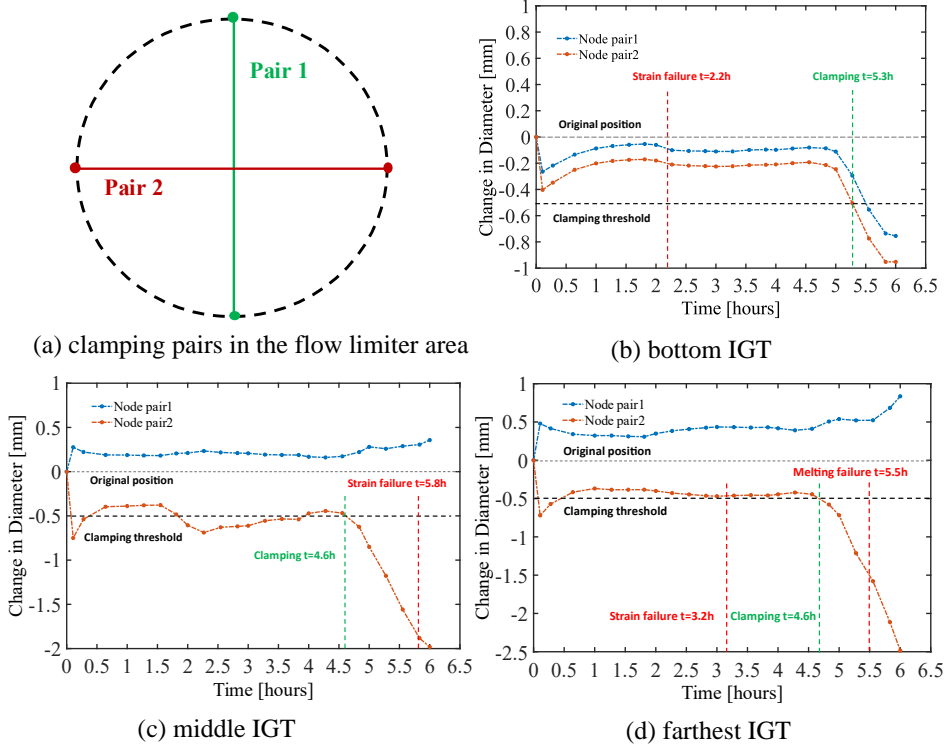 Pair 1
Pair 2
(a) clamping pairs in the flow limiter area
Change in Diameter [mm]
1
0.8
0.6
0.4
0.2
0
-0.2
-0.4
-0.6
-0.8
-1
Node pair1
Node pair2
Strain failure t=2.2h
Clamping t=5.3h
Original position
Clamping threshold
0 0.5 1 1.5 2 2.5 3 3.5 4 4.5 5 5.5 6 6.5
Time [hours]
(b) bottom IGT
Change in Diameter [mm]
1
0.5
0
-0.5
-1
-1.5
-2
Node pair1
Node pair2
Original position
Strain failure t=5.8h
Clamping threshold
Clamping t=4.6h
0 0.5 1 1.5 2 2.5 3 3.5 4 4.5 5 5.5 6 6.5
Time [hours]
(c) middle IGT
Change in Diameter [mm]
1
0.5
0
-0.5
-1
-1.5
-2
-2.5
Node pair1
Node pair2
Original position
Melting failure t=5.5h
Clamping threshold
Strain failure t=3.2h
Clamping t=4.6h
0 0.5 1 1.5 2 2.5 3 3.5 4 4.5 5 5.5 6 6.5
Time [hours]
(d) farthest IGT